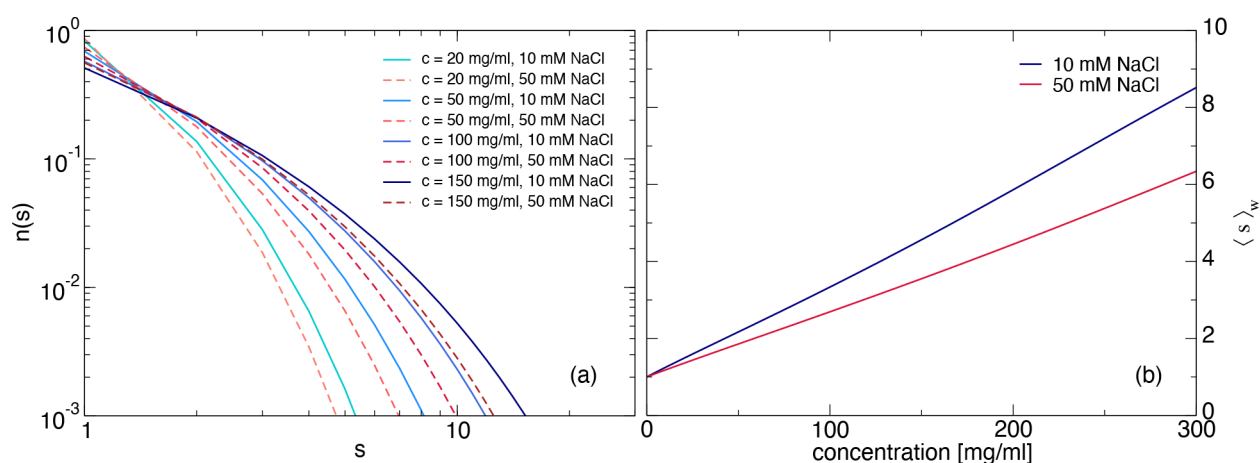 10^0
10^-1
10^-2
10^-3
n(s)
1
10
s
c = 20 mg/ml, 10 mM NaCl
c = 20 mg/ml, 50 mM NaCl
c = 50 mg/ml, 10 mM NaCl
c = 50 mg/ml, 50 mM NaCl
c = 100 mg/ml, 10 mM NaCl
c = 100 mg/ml, 50 mM NaCl
c = 150 mg/ml, 10 mM NaCl
c = 150 mg/ml, 50 mM NaCl
(a)
10 mM NaCl
50 mM NaCl
(b)
0
100
200
300
concentration [mg/ml]
10
8
6
4
2
0
⟨ s ⟩_w